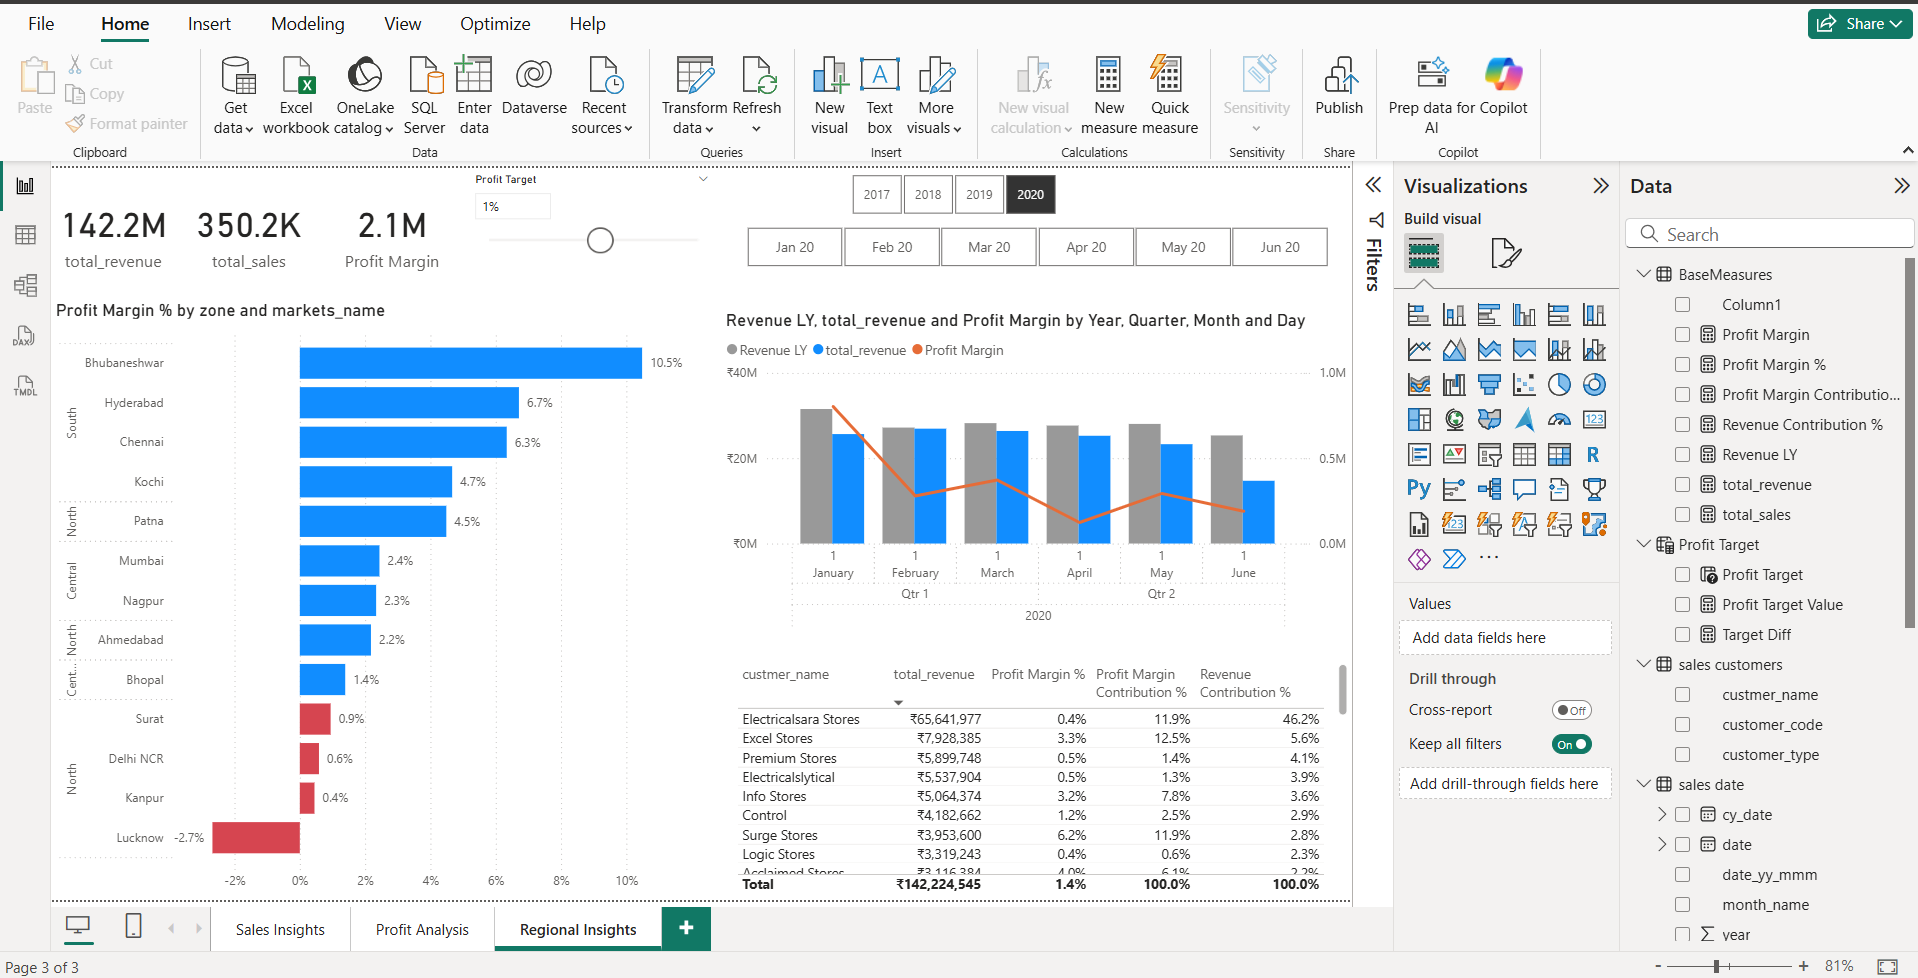 File Home Insert Modeling View Optimize Help Share
Paste
Cut
Copy
Format painter
Clipboard
Get data
Excel workbook
OneLake catalog
SQL Server
Enter data
Dataverse
Recent sources
Data
Transform data
Refresh
Queries
New visual
Text box
More visuals
Insert
New visual calculation
New measure
Quick measure
Calculations
Sensitivity
Sensitivity
Publish
Share
Prep data for AI
Copilot
Copilot
142.2M
total_revenue
350.2K
total_sales
2.1M
Profit Margin
Profit Target
1%
2017 2018 2019 2020
Jan 20 Feb 20 Mar 20 Apr 20 May 20 Jun 20
Profit Margin % by zone and markets_name
South
Bhubaneshwar 10.5%
Hyderabad 6.7%
Chennai 6.3%
Kochi 4.7%
North
Patna 4.5%
Central
Mumbai 2.4%
Nagpur 2.3%
North
Ahmedabad 2.2%
Cent...
Bhopal 1.4%
North
Surat 0.9%
Delhi NCR 0.6%
Kanpur 0.4%
Lucknow -2.7%
-2% 0% 2% 4% 6% 8% 10%
Revenue LY, total_revenue and Profit Margin by Year, Quarter, Month and Day
Revenue LY total_revenue Profit Margin
₹40M 1.0M
₹20M 0.5M
₹0M 0.0M
1 1 1 1 1 1
January February March April May June
Qtr 1 Qtr 2
2020
custmer_name total_revenue Profit Margin % Profit Margin Contribution % Revenue Contribution %
Electricalsara Stores ₹65,641,977 0.4% 11.9% 46.2%
Excel Stores ₹7,928,385 3.3% 12.5% 5.6%
Premium Stores ₹5,899,748 0.5% 1.4% 4.1%
Electricalslytical ₹5,537,904 0.5% 1.3% 3.9%
Info Stores ₹5,064,374 3.2% 7.8% 3.6%
Control ₹4,182,662 1.2% 2.5% 2.9%
Surge Stores ₹3,953,600 6.2% 11.9% 2.8%
Logic Stores ₹3,319,243 0.4% 0.6% 2.3%
Acclaimed Stores ₹3,116,384 4.0% 6.1% 2.2%
Total ₹142,224,545 1.4% 100.0% 100.0%
Filters
Visualizations
Build visual
123
R
Py
123
Values
Add data fields here
Drill through
Cross-report Off
Keep all filters On
Add drill-through fields here
Data
Search
BaseMeasures
Column1
Profit Margin
Profit Margin %
Profit Margin Contributio...
Revenue Contribution %
Revenue LY
total_revenue
total_sales
Profit Target
Profit Target
Profit Target Value
Target Diff
sales customers
custmer_name
customer_code
customer_type
sales date
cy_date
date
date_yy_mmm
month_name
year
DAX
TMDL
Sales Insights Profit Analysis Regional Insights
Page 3 of 3
- + 81%